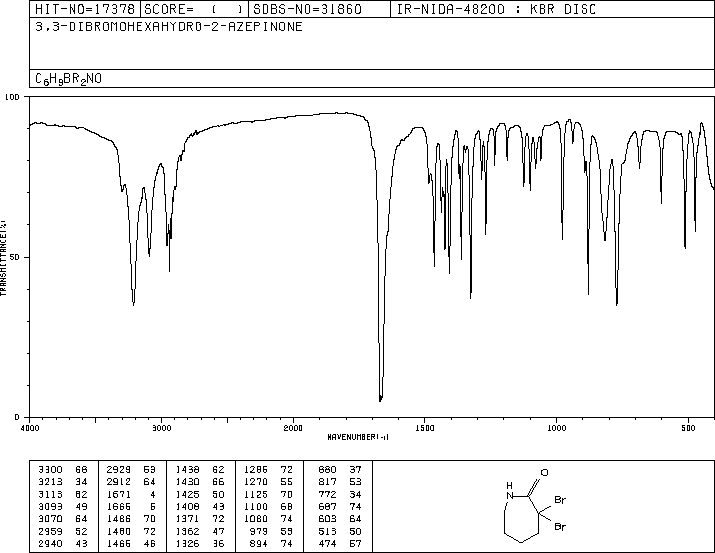 HIT-NO=17378 SCORE= ( ) SDBS-NO=31860 IR-NIDA-48200 : KBR DISC
3,3-DIBROMOHEXAHYDRO-2-AZEPINONE
C6H9BR2NO
100
50
0
TRANSMITTANCE(%)
4000 3000 2000 1500 1000 500
WAVENUMBER(-1)
3300 66 2929 59 1438 62 1286 72 880 37
3213 34 2912 64 1430 66 1270 55 817 53
3113 82 1671 4 1425 50 1125 70 772 34
3093 49 1666 5 1408 43 1100 68 687 74
3070 64 1486 70 1371 72 1080 74 603 64
2959 52 1480 72 1362 47 979 53 513 50
2940 43 1465 46 1326 36 894 74 474 57
O
H
N
Br
Br